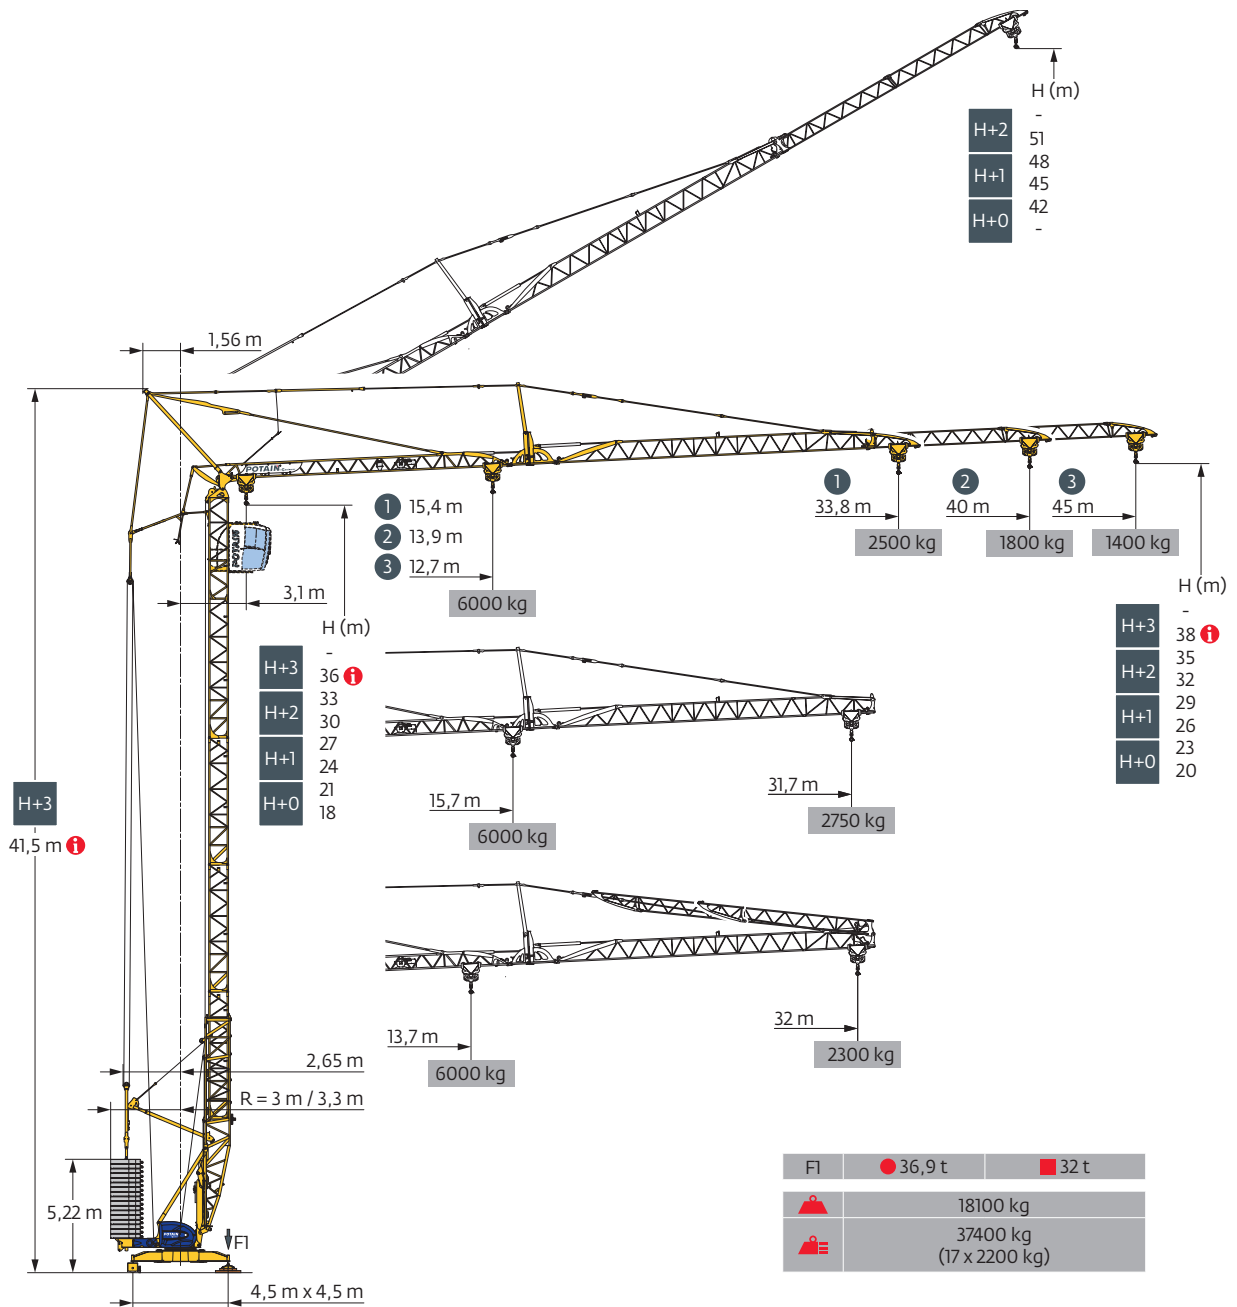 H (m)
-
H+2
51
48
H+1
45
42
H+0
-
1,56 m
POTAIN
POTAIN
1 15,4 m
2 13,9 m
3 12,7 m
6000 kg
1
33,8 m
2500 kg
2
40 m
1800 kg
3
45 m
1400 kg
3,1 m
H (m)
-
H+3
36 i
33
H+2
30
27
H+1
24
21
H+0
18
H (m)
-
H+3
38 i
35
H+2
32
29
H+1
26
23
H+0
20
15,7 m
6000 kg
31,7 m
2750 kg
H+3
41,5 m i
13,7 m
6000 kg
32 m
2300 kg
2,65 m
R = 3 m / 3,3 m
5,22 m
F1
4,5 m x 4,5 m
F1 36,9 t 32 t
18100 kg
37400 kg
(17 x 2200 kg)